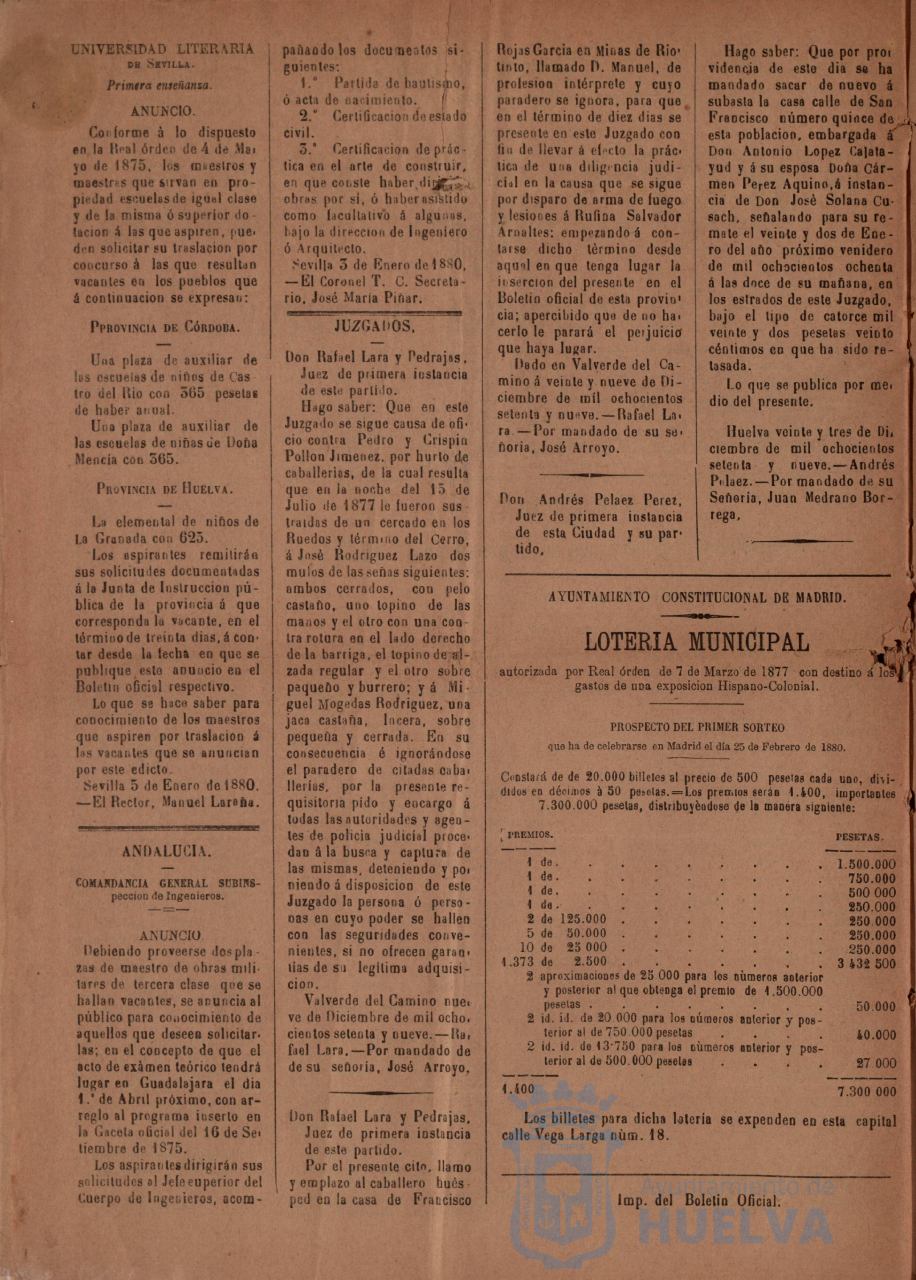 UNIVERSIDAD LITERARIA
DE SEVILLA.
Primera enseñanza.
ANUNCIO.
Conforme à lo dispuesto
en la Real órden de 4 de Ma‧
yo de 1875, los maestros y
maestras que sirvan en pro-
piedad escuelas de igual clase
y de la misma ó superior do-
tacion á las que aspiren, pue‧
den solicitar su traslacion por
concurso á las que resultan
vacantes en los pueblos que
á continuacion se expresan:
PPROVINCIA DE CÓRDOBA.
Una plaza de auxiliar de
las escuelas de niños de Cas‧
tro del Rio con 365 pesetas
de haber anual.
Una plaza de auxiliar de
las escuelas de niñas de Doña
Mencía con 365.
PROVINCIA DE HUELVA.
La elemental de niños de
La Granada con 625.
Los aspirantes remitirán
sus solicitudes documentadas
á la Junta de Instruccion pú-
blica de la provincia á que
corresponda la vacante, en el
término de treinta dias, á con‧
tar desde la fecha en que se
publique este anuncio en el
Boletin oficial respectivo.
Lo que se hace saber para
conocimiento de los maestros
que aspiren por traslacion á
las vacantes que se anuncian
por este edicto.
Sevilla 5 de Enero de 1880.
—El Rector, Manuel Laraña.
ANDALUCIA.
COMANDANCIA GENERAL SUBINS-
peccion de Ingenieros.
ANUNCIO.
Debiendo proveerse dos pla-
zas de maestro de obras mili-
tares de tercera clase que se
hallan vacantes, se anuncia al
público para conocimiento de
aquellos que deseen solicitar‧
las; en el concepto de que el
acto de exàmen teórico tendrá
lugar en Guadalajara el dia
1.º de Abril próximo, con ar-
reglo al programa inserto en
la Gaceta oficial del 16 de Se‧
tiembre de 1875.
Los aspirantes dirigirán sus
solicitudes al Jefe superior del
Cuerpo de Ingenieros, acom-
pañando los documeatos si-
guientes:
1.º Partida de bautismo,
ó acta de nacimiento.
2.º Certificacion de estado
civil.
3.º Certificacion de prác-
tica en el arte de construir,
en que conste haber
obras por sí, ó haber asistido
como facultativo á algunas,
bajo la direccion de Ingeniero
ó Arquitecto.
Sevilla 3 de Enero de 1880,
—El Coronel T. C. Secreta-
rio, José María Piñar.
JUZGADOS,
Don Rafael Lara y Pedrajas,
Juez de primera instancia
de este partido.
Hago saber: Que en este
Juzgado se sigue causa de ofi-
cio contra Pedro y Crispin
Pollon Jimenez, por hurto de
caballerias, de la cual resulta
que en la noche del 15 de
Julio de 1877 le fueron sus‧
traidas de un cercado en los
Ruedos y término del Cerro,
á José Rodriguez Lazo dos
mulos de las señas siguientes:
ambos cerrados, con pelo
castaño, uno topino de las
manos y el otro con una con
tra rotura en el lado derecho
de la barriga, el topino de al-
zada regular y el otro sobre
pequeño y burrero; y á Mi‧
guel Mogedas Rodriguez, una
jaca castaña, lucera, sobre
pequeña y cerrada. En su
consecuencia é ignorándose
el paradero de citadas caba‧
llerias, por la presente re-
quisitoria pido y encargo á
todas las autoridades y agen-
tes de policia judicial proce‧
dan á la busca y captura de
las mismas, deteniendo y po‧
niendo á disposicion de este
Juzgado la persona ó perso-
nas en cuyo poder se hallen
con las seguridades conve-
nientes, si no ofrecen garan‧
tias de su legítima adquisi-
cion.
Valverde del Camino nue‧
ve de Diciembre de mil ocho‧
cientos setenta y nueve.—Ra‧
fael Lara.—Por mandado de
de su señoria, José Arroyo,
Don Rafael Lara y Pedrajas,
Juez de primera instancia
de este partido.
Por el presente cito, llamo
y emplazo al caballero hués-
ped en la casa de Francisco
Rojas Garcia en Minas de Rio‧
tinto, llamado D. Manuel, de
profesion intérprete y cuyo
paradero se ignora, para que
en el término de diez dias se
presente en este Juzgado con
fin de llevar á efecto la prác‧
tica de una diligencia judi-
cial en la causa que se sigue
por disparo de arma de fuego
y lesiones á Rufina Salvador
Arnaltes; empezando á con-
tarse dicho término desde
aqual en que tenga lugar la
insercion del presente en el
Boletin oficial de esta provin‧
cia; apercibido que de no ha‧
cerlo le parará el perjuicio
que haya lugar.
Dado en Valverde del Ca-
mino á veinte y nueve de Di-
ciembre de mil ochocientos
setenta y nueve.—Rafael La‧
ra.—Por mandado de su se‧
ñoria, José Arroyo.
Don Andrés Pelaez Perez,
Juez de primera instancia
de esta Ciudad y su par‧
tido,
Hago saber: Que por pro‧
videncia de este dia se ha
mandado sacar de nuevo á
subasta la casa calle de San
Francisco número quince de
esta poblacion, embargada á
Don Antonio Lopez Calata-
yud y á su esposa Doña Cár-
men Perez Aquino, á instan-
cia de Don José Solana Cu-
sach, señalando para su re-
mate el veinte y dos de Ene-
ro del año próximo venidero
de mil ochocientos ochenta
á las doce de su mañana, en
los estrados de este Juzgado,
bajo el tipo de catorce mil
veinte y dos pesetas veinto
céntimos en que ha sido re-
tasada.
Lo que se publica por me‧
dio del presente.
Huelva veinte y tres de Di‧
ciembre de mil ochocientos
setenta y nueve.—Andrés
Pelaez.—Por mandado de su
Señoria, Juan Medrano Bor-
rega,
AYUNTAMIENTO CONSTITUCIONAL DE MADRID.
LOTERIA MUNICIPAL
autorizada por Real órden de 7 de Marzo de 1877 con destino á los
gastos de una exposicion Hispano-Colonial.
PROSPECTO DEL PRIMER SORTEO
que ha de celebrarse en Madrid el día 25 de Febrero de 1880.
Constará de de 20.000 billetes al precio de 500 pesetas cada uno, divi-
didos en décimos à 50 pesetas.=Los premios serán 1.400, importantes
7.300.000 pesetas, distribuyèndose de la manera siguiente:
PREMIOS. PESETAS.
1 de. . . . . . . . . 1.500.000
1 de. . . . . . . . . 750.000
1 de. . . . . . . . . 500 000
1 de. . . . . . . . . 250.000
2 de 125.000 . . . . . . . 250.000
5 de 50.000 . . . . . . . 250.000
10 de 25 000 . . . . . . . 250.000
1.373 de 2.500 . . . . . . . 3 432 500
2 aproximaciones de 25 000 para los nùmeros anterior
y posterior al que obtenga el premio de 1.500.000
pesetas . . . . . . . . 50.000
2 id. id. de 20.000 para los números anterior y pos-
terior al de 750 000 pesetas . . . . 40.000
2 id. id. de 13‧750 para los nùmeros anterior y pos-
terior al de 500.000 pesetas . . . . 27 000
1.400 7.300 000
Los billetes para dicha loteria se expenden en esta capital
calle Vega Larga nùm. 18.
Imp. del Boletin Oficial.
Ayuntamiento de
HUELVA